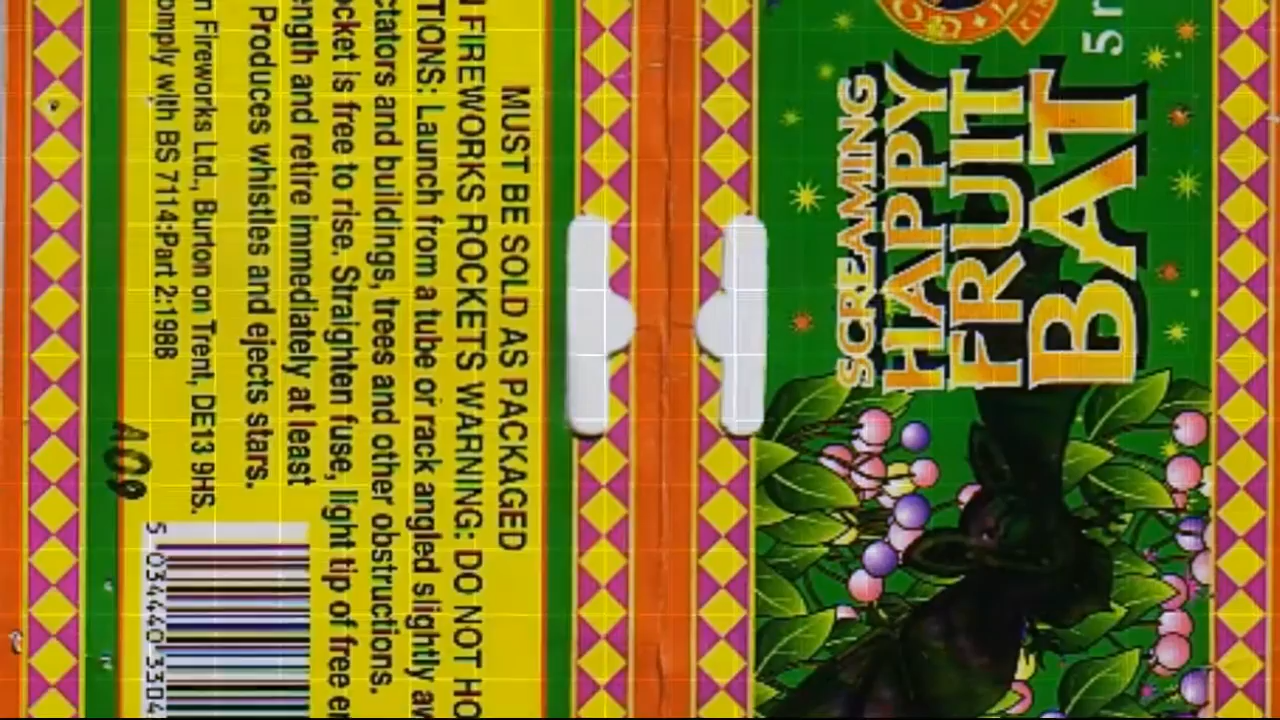 SCREAMING
HAPPY
FRUIT
BAT
5
MUST BE SOLD AS PACKAGED
FIREWORKS ROCKETS WARNING: DO NOT HO
TIONS: Launch from a tube or rack angled slightly aw
ctators and buildings, trees and other obstructions.
ocket is free to rise. Straighten fuse, light tip of free en
ength and retire immediately at least
Produces whistles and ejects stars.
n Fireworks Ltd., Burton on Trent, DE13 9HS.
omply with BS 7114:Part 2:1988
5 034440 3304